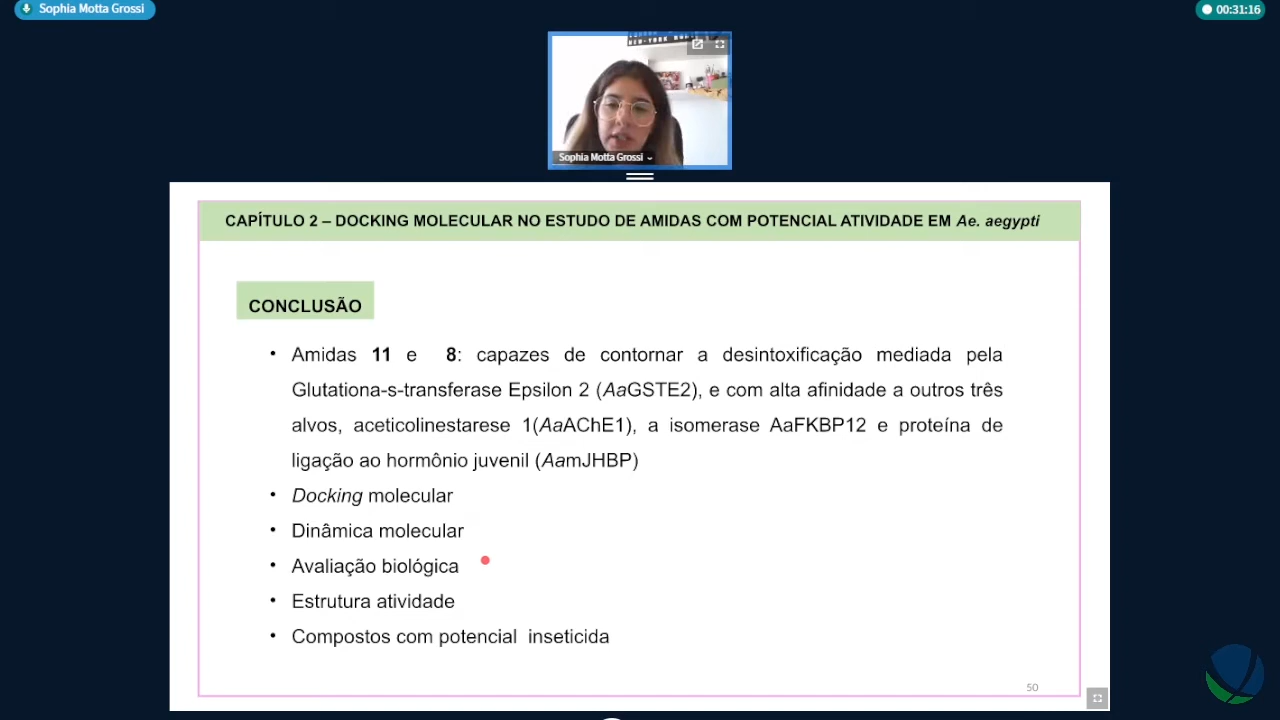 Sophia Motta Grossi
00:31:16
Sophia Motta Grossi
CAPÍTULO 2 – DOCKING MOLECULAR NO ESTUDO DE AMIDAS COM POTENCIAL ATIVIDADE EM Ae. aegypti
CONCLUSÃO
• Amidas 11 e 8: capazes de contornar a desintoxificação mediada pela
Glutationa-s-transferase Epsilon 2 (AaGSTE2), e com alta afinidade a outros três
alvos, aceticolinestarese 1(AaAChE1), a isomerase AaFKBP12 e proteína de
ligação ao hormônio juvenil (AamJHBP)
• Docking molecular
• Dinâmica molecular
• Avaliação biológica
• Estrutura atividade
• Compostos com potencial inseticida
50